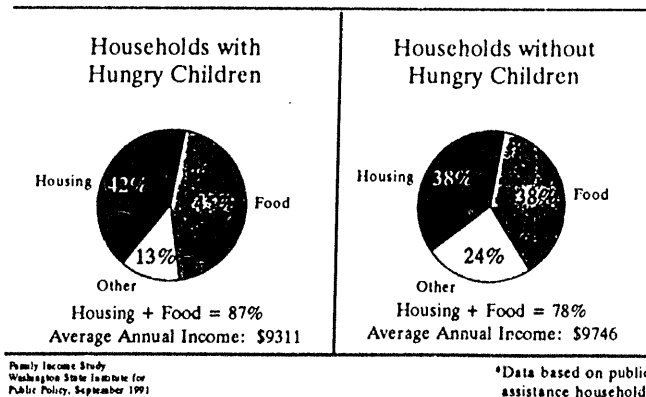 Households with
Hungry Children
Housing
42%
45%
Food
13%
Other
Housing + Food = 87%
Average Annual Income: $9311
Households without
Hungry Children
Housing
38%
38%
Food
24%
Other
Housing + Food = 78%
Average Annual Income: $9746
Family Income Study
Washington State Institute for
Public Policy, September 1991
*Data based on public
assistance household